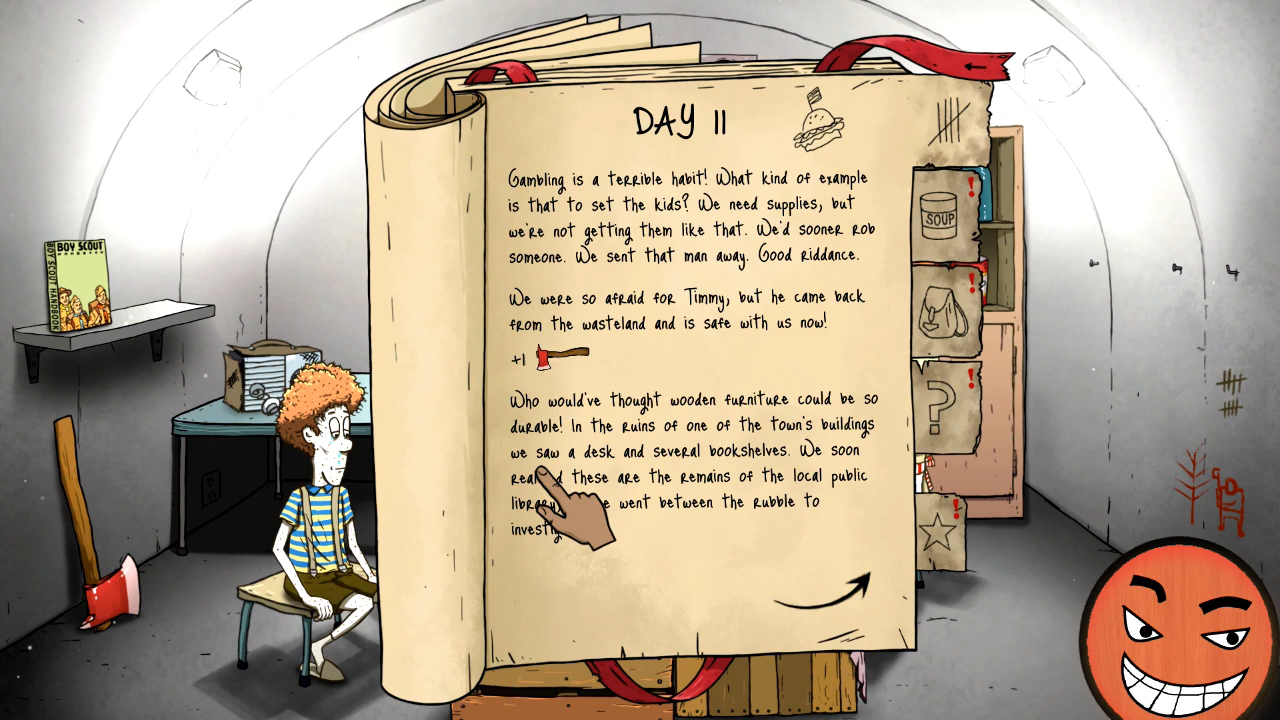 DAY 11
Gambling is a terrible habit! What kind of example
is that to set the kids? We need supplies, but
we're not getting them like that. We'd sooner rob
someone. We sent that man away. Good riddance.
We were so afraid for Timmy, but he came back
from the wasteland and is safe with us now!
+1
Who would've thought wooden furniture could be so
durable! In the ruins of one of the town's buildings
we saw a desk and several bookshelves. We soon
these are the remains of the local public
went between the rubble to
SOUP
!
!
!
!
BOY SCOUT
BOY SCOUT HANDBOOK